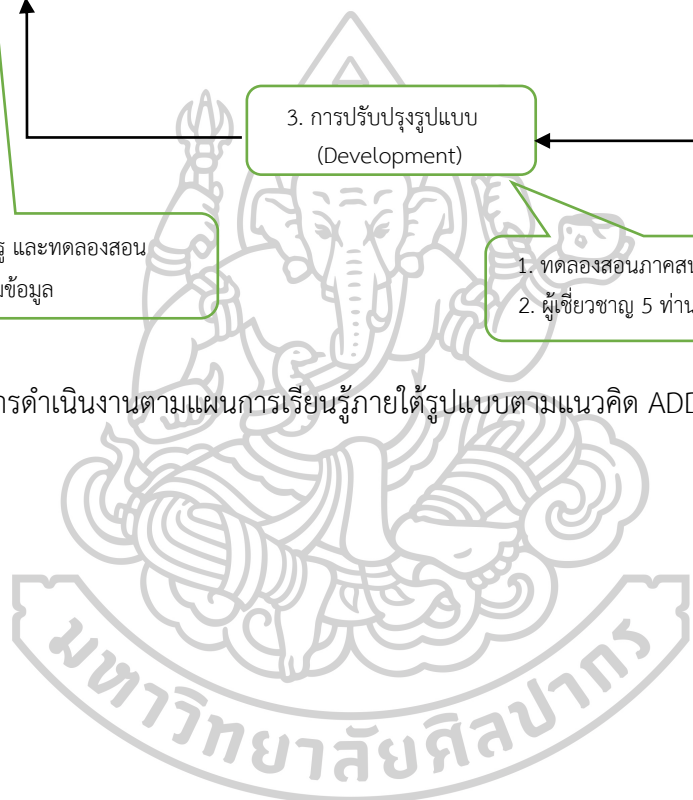 3. การปรับปรุงรูปแบบ
(Development)
และทดลองสอน
ข้อมูล
1. ทดลองสอนภาคส
2. ผู้เชี่ยวชาญ 5 ท่าน
ารดำเนินงานตามแผนการเรียนรู้ภายใต้รูปแบบตามแนวคิด ADD
มหาวิทยาลัยศิลปากร